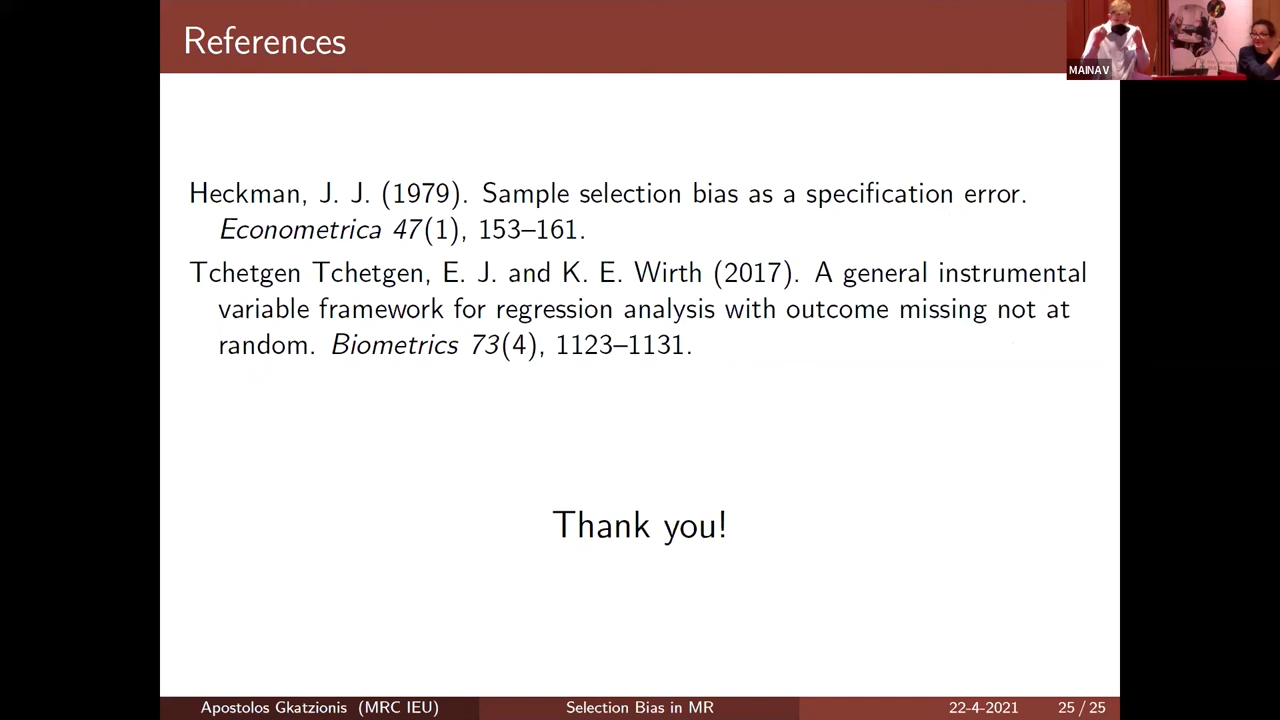 References
MAIN AV
Heckman, J. J. (1979). Sample selection bias as a specification error.
Econometrica 47(1), 153–161.
Tchetgen Tchetgen, E. J. and K. E. Wirth (2017). A general instrumental
variable framework for regression analysis with outcome missing not at
random. Biometrics 73(4), 1123–1131.
Thank you!
Apostolos Gkatzionis (MRC IEU) Selection Bias in MR 22-4-2021 25 / 25